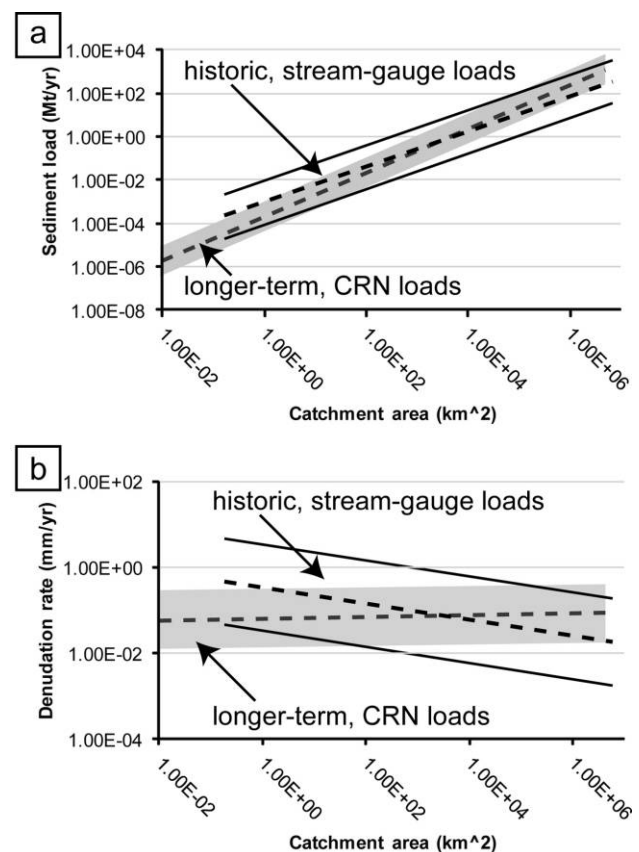 a
1.00E+04
1.00E+02
1.00E+00
1.00E-02
1.00E-04
1.00E-06
1.00E-08
Sediment load (Mt/yr)
historic, stream-gauge loads
longer-term, CRN loads
1.00E-02
1.00E+00
1.00E+02
1.00E+04
1.00E+06
Catchment area (km^2)
b
1.00E+02
1.00E+00
1.00E-02
1.00E-04
Denudation rate (mm/yr)
historic, stream-gauge loads
longer-term, CRN loads
1.00E-02
1.00E+00
1.00E+02
1.00E+04
1.00E+06
Catchment area (km^2)